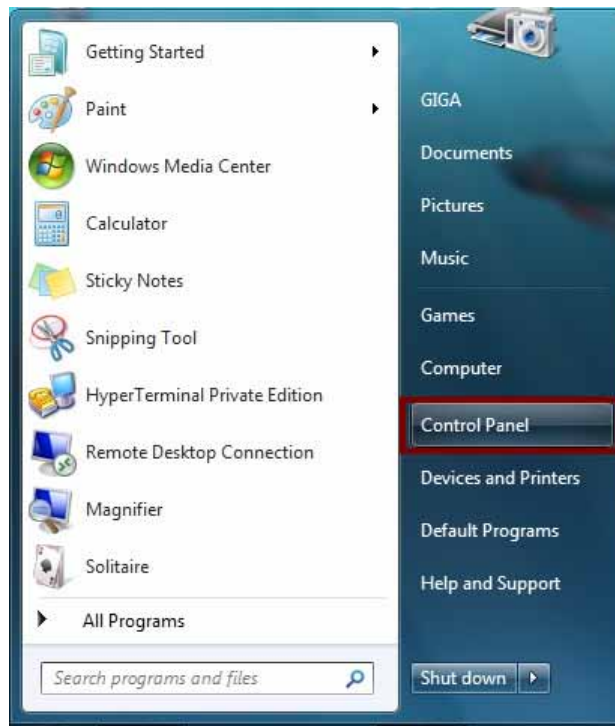 Getting Started
Paint
Windows Media Center
Calculator
Sticky Notes
Snipping Tool
HyperTerminal Private Edition
Remote Desktop Connection
Magnifier
Solitaire
All Programs
Search programs and files
GIGA
Documents
Pictures
Music
Games
Computer
Control Panel
Devices and Printers
Default Programs
Help and Support
Shut down